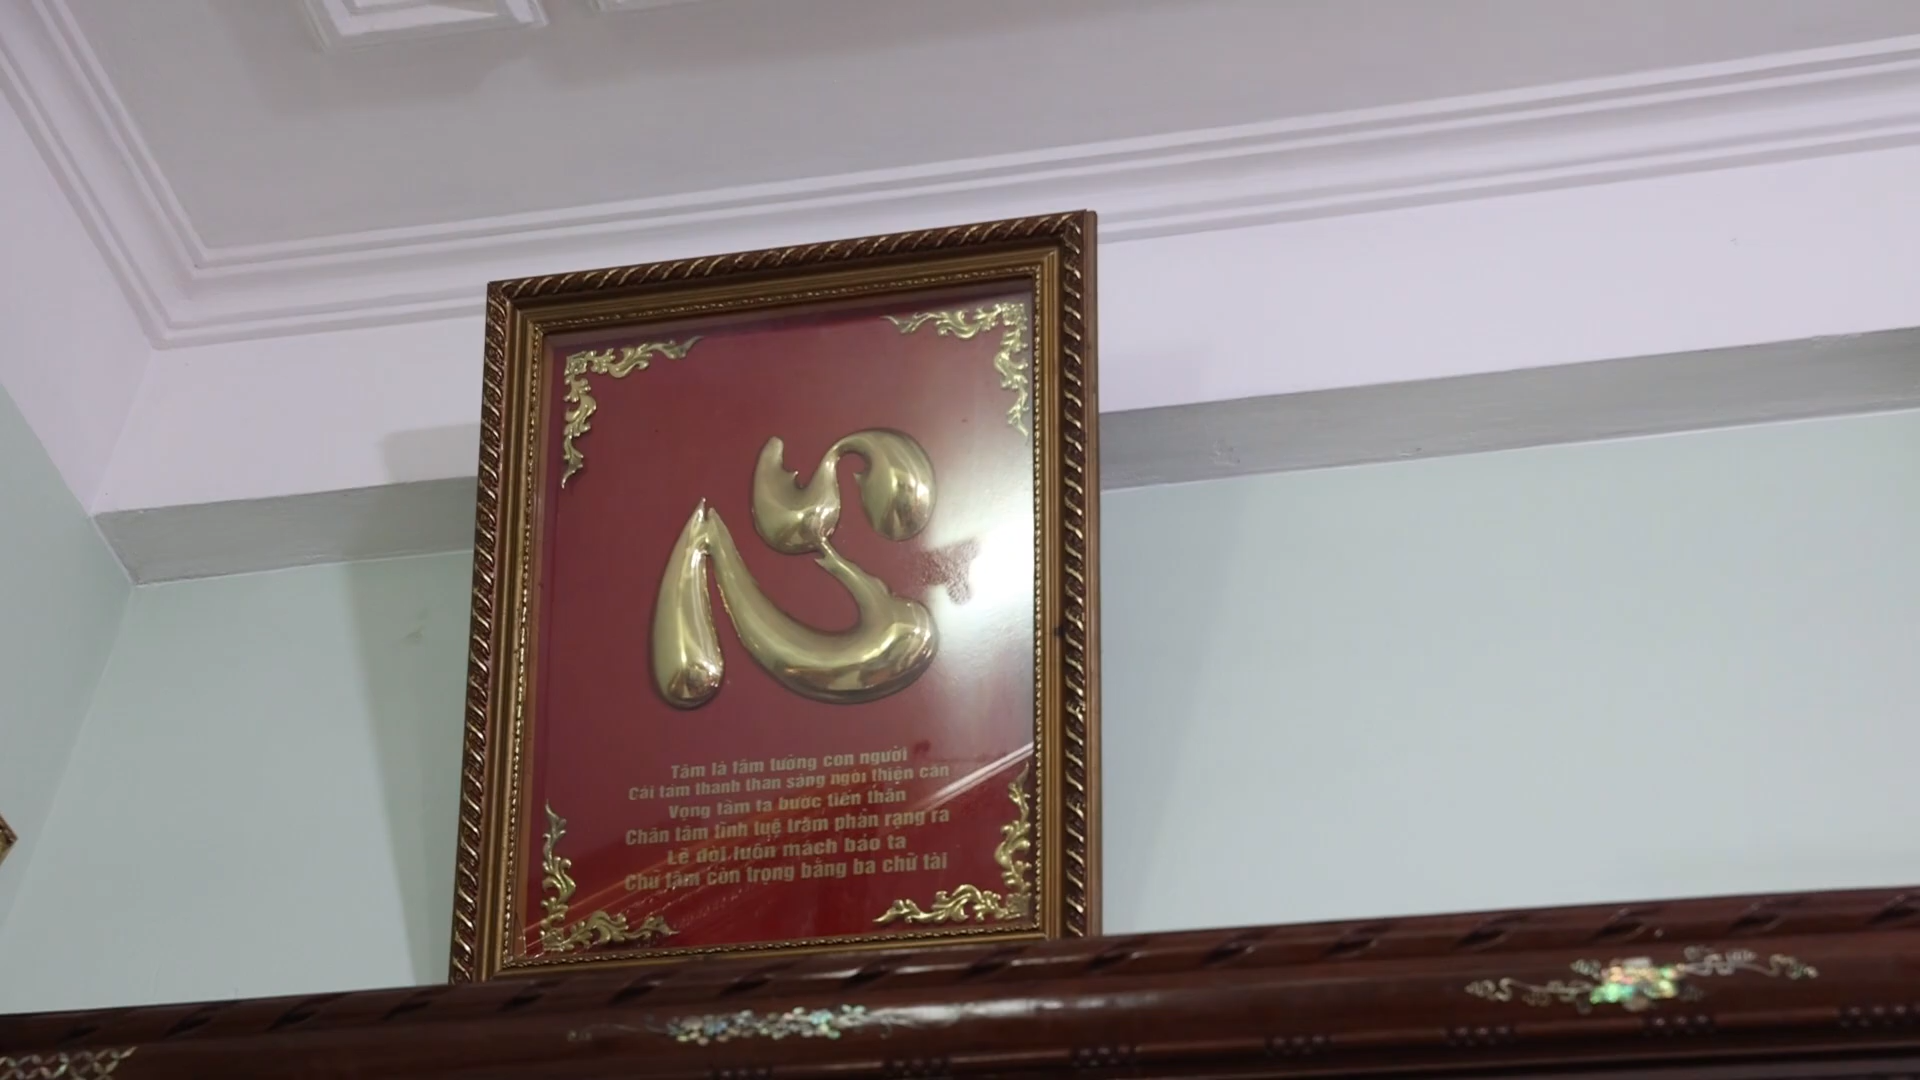 心
Tâm là tâm tưởng con người
Cái tâm thanh thản sáng ngời thiện căn
Vọng tâm ta bước tiến thân
Chân tâm tĩnh tuệ trăm phần rạng ra
Lẽ đời luôn mách bảo ta
Chữ tâm còn trọng bằng ba chữ tài